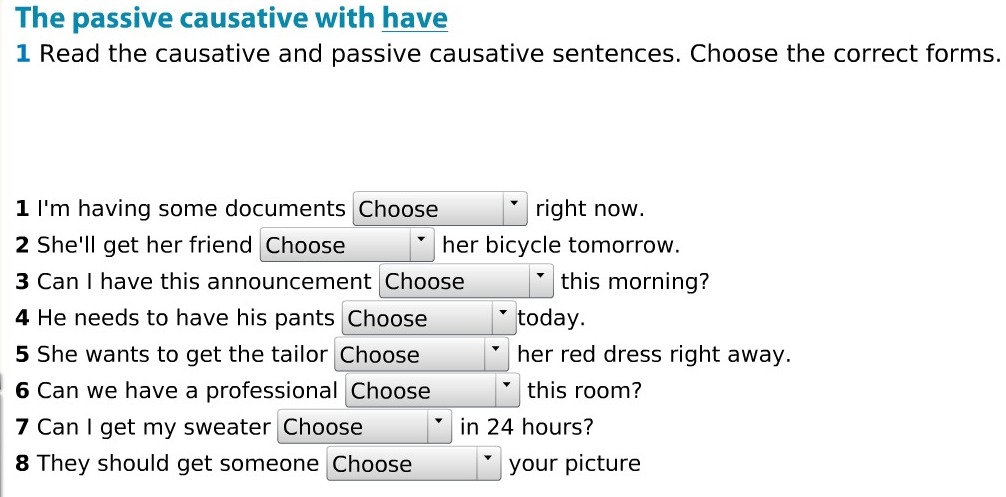 The passive causative with have
1 Read the causative and passive causative sentences. Choose the correct forms.
1 I'm having some documents Choose right now.
2 She'll get her friend Choose her bicycle tomorrow.
3 Can I have this announcement Choose this morning?
4 He needs to have his pants Choose today.
5 She wants to get the tailor Choose her red dress right away.
6 Can we have a professional Choose this room?
7 Can I get my sweater Choose in 24 hours?
8 They should get someone Choose your picture